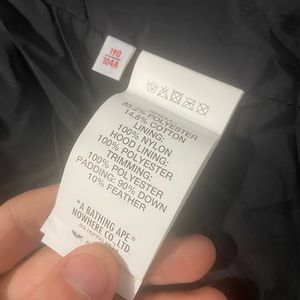 190
104A
85.2% POLYESTER
14.8% COTTON
LINING:
100% NYLON
HOOD LINING:
100% POLYESTER
TRIMMING:
100% POLYESTER
PADDING: 90% DOWN
10% FEATHER
"A BATHING APE"
NOWHERE CO., LTD.